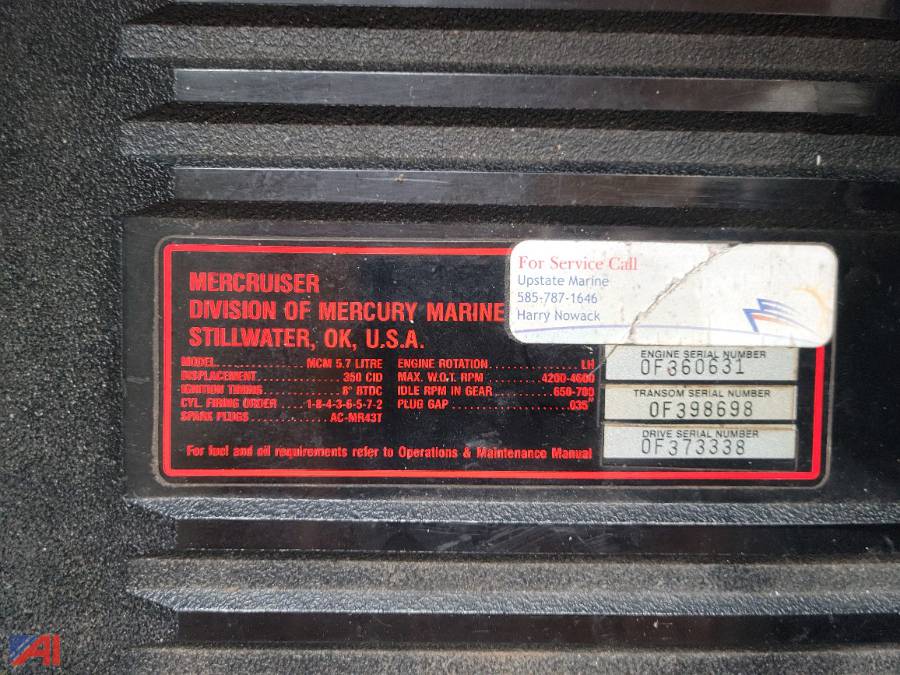 MERCRUISER
DIVISION OF MERCURY MARINE
STILLWATER, OK, U.S.A.
MODEL..........MCM 5.7 LITRE
DISPLACEMENT..........350 CID
IGNITION TIMING..........8° BTDC
CYL. FIRING ORDER....1-8-4-3-6-5-7-2
SPARK PLUGS..........AC-MR43T
ENGINE ROTATION..........LH
MAX. W.O.T. RPM..........4200-4600
IDLE RPM IN GEAR..........650-700
PLUG GAP..........035"
For fuel and oil requirements refer to Operations & Maintenance Manual
For Service Call
Upstate Marine
585-787-1646
Harry Nowack
ENGINE SERIAL NUMBER
0F360631
TRANSOM SERIAL NUMBER
0F398698
DRIVE SERIAL NUMBER
0F373338
AI